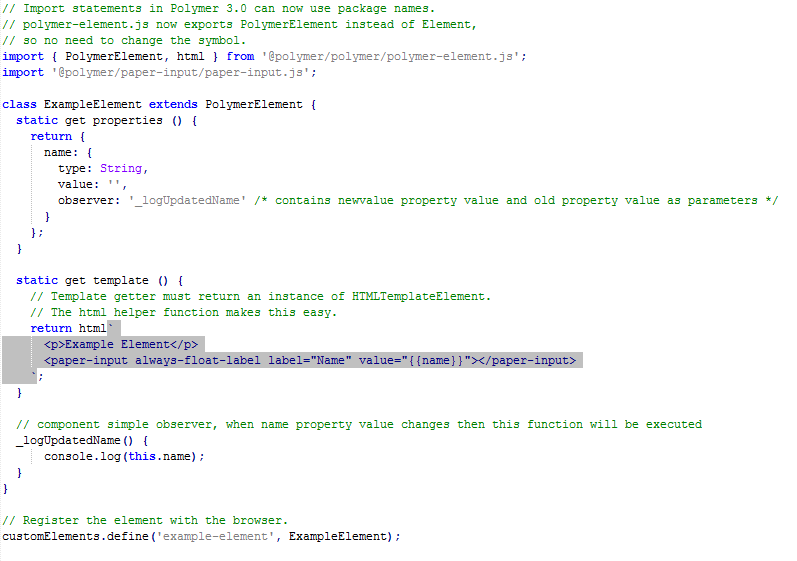 // Import statements in Polymer 3.0 can now use package names.
// polymer-element.js now exports PolymerElement instead of Element,
// so no need to change the symbol.
import { PolymerElement, html } from '@polymer/polymer/polymer-element.js';
import '@polymer/paper-input/paper-input.js';

class ExampleElement extends PolymerElement {
  static get properties () {
    return {
      name: {
        type: String,
        value: '',
        observer: '_logUpdatedName' /* contains newvalue property value and old property value as parameters */
      }
    };
  }

  static get template () {
    // Template getter must return an instance of HTMLTemplateElement.
    // The html helper function makes this easy.
    return html`
      <p>Example Element</p>
      <paper-input always-float-label label="Name" value="{{name}}"></paper-input>
    `;
  }

  // component simple observer, when name property value changes then this function will be executed
  _logUpdatedName() {
      console.log(this.name);
  }
}

// Register the element with the browser.
customElements.define('example-element', ExampleElement);